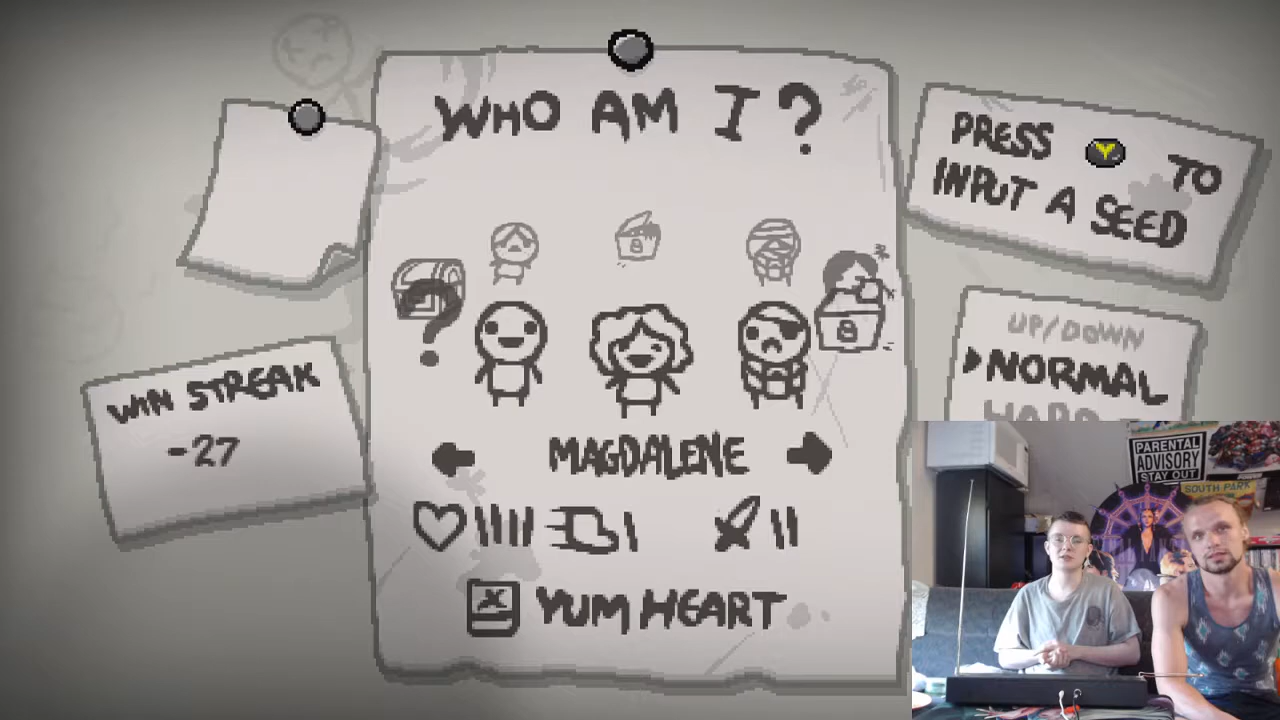 WHO AM I?
PRESS Y TO
INPUT A SEED
UP/DOWN
NORMAL
HARD
WIN STREAK
-27
MAGDALENE
YUM HEART
PARENTAL
ADVISORY
STAY OUT
SOUTH PARK